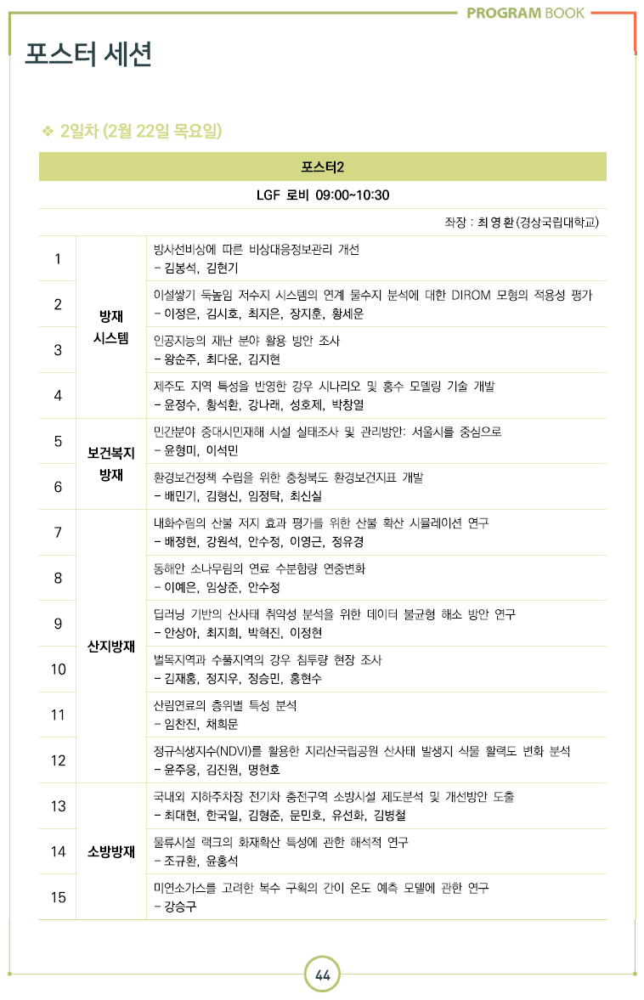 PROGRAM BOOK
포스터 세션
❖ 2일차 (2월 22일 목요일)
포스터2
LGF 로비 09:00~10:30
좌장 : 최영환(경상국립대학교)
방재
시스템
1
방사선비상에 따른 비상대응정보관리 개선
- 김봉석, 김현기
2
이설쌓기 둑높임 저수지 시스템의 연계 물수지 분석에 대한 DIROM 모형의 적용성 평가
- 이정은, 김시호, 최지은, 장지훈, 황세운
3
인공지능의 재난 분야 활용 방안 조사
- 왕순주, 최다운, 김지현
4
제주도 지역 특성을 반영한 강우 시나리오 및 홍수 모델링 기술 개발
- 윤정수, 황석환, 강나래, 성호제, 박창열
보건복지
방재
5
민간분야 중대시민재해 시설 실태조사 및 관리방안: 서울시를 중심으로
- 윤형미, 이석민
6
환경보건정책 수립을 위한 충청북도 환경보건지표 개발
- 배민기, 김형신, 임정탁, 최신실
산지방재
7
내화수림의 산불 저지 효과 평가를 위한 산불 확산 시뮬레이션 연구
- 배정현, 강원석, 안수정, 이영근, 정유경
8
동해안 소나무림의 연료 수분함량 연중변화
- 이예은, 임상준, 안수정
9
딥러닝 기반의 산사태 취약성 분석을 위한 데이터 불균형 해소 방안 연구
- 안상아, 최지희, 박혁진, 이정현
10
벌목지역과 수풀지역의 강우 침투량 현장 조사
- 김재홍, 정지우, 정승민, 홍현수
11
산림연료의 층위별 특성 분석
- 임찬진, 채희문
12
정규식생지수(NDVI)를 활용한 지리산국립공원 산사태 발생지 식물 활력도 변화 분석
- 윤주웅, 김진원, 명현호
소방방재
13
국내외 지하주차장 전기차 충전구역 소방시설 제도분석 및 개선방안 도출
- 최대현, 한국일, 김형준, 문민호, 유선화, 김병철
14
물류시설 랙크의 화재확산 특성에 관한 해석적 연구
- 조규환, 윤홍석
15
미연소가스를 고려한 복수 구획의 간이 온도 예측 모델에 관한 연구
- 강승구
44